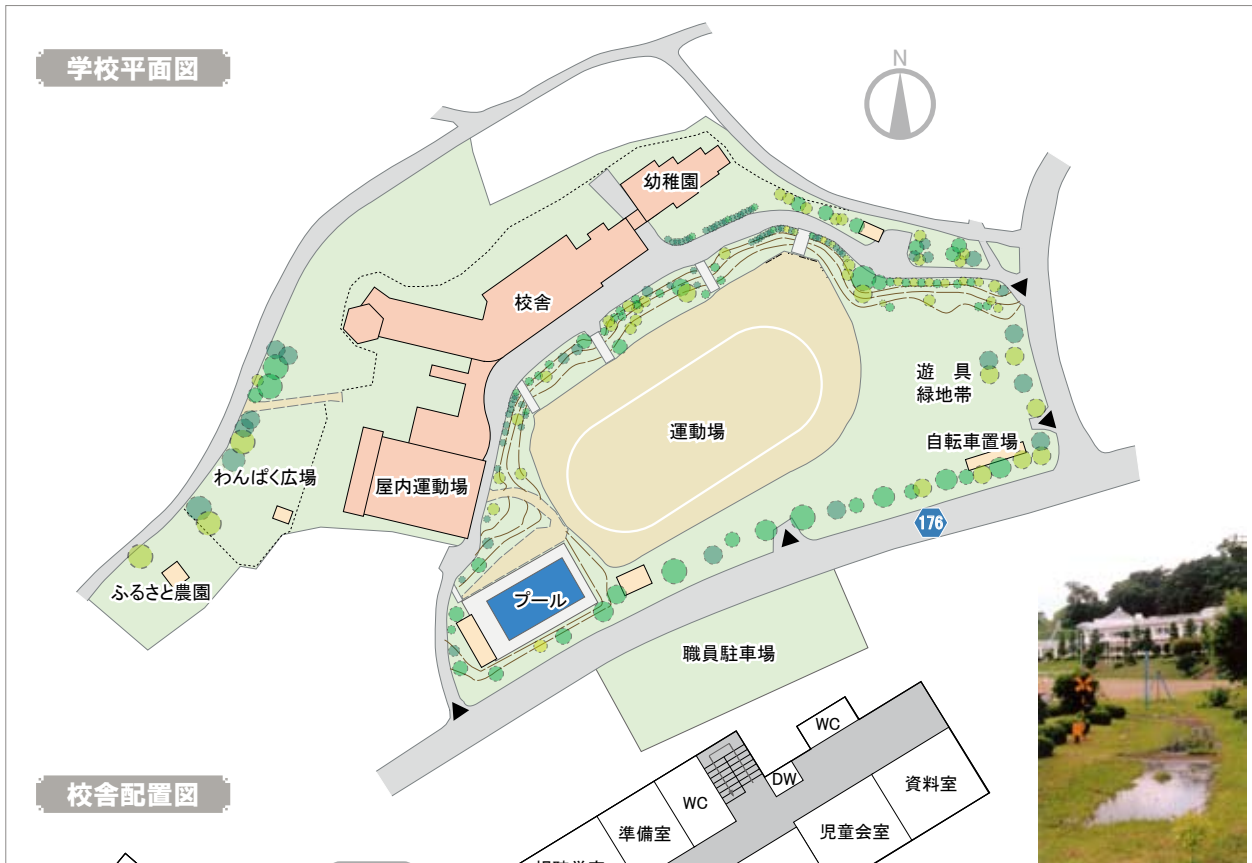 学校平面図
N
幼稚園
校舎
遊　具
緑地帯
運動場
自転車置場
わんぱく広場
屋内運動場
176
ふるさと農園
プール
職員駐車場
校舎配置図
WC
DW
WC
資料室
準備室
児童会室